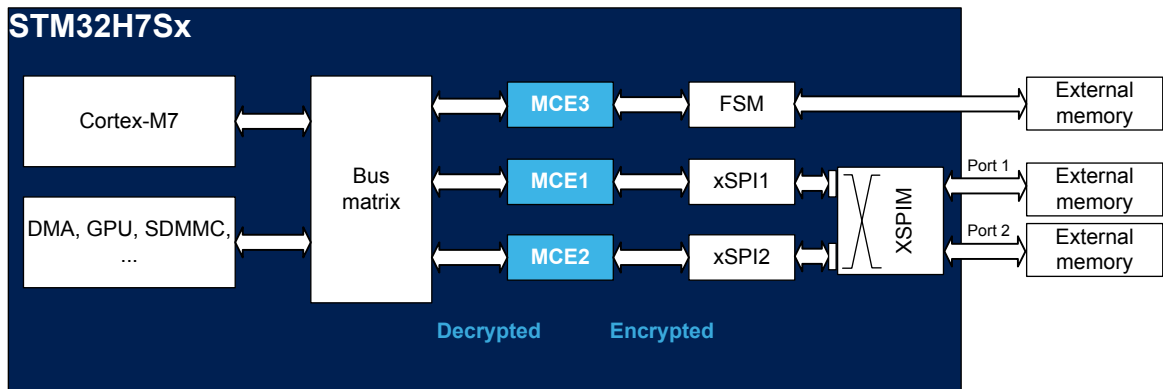 STM32H7Sx
Cortex-M7
DMA, GPU, SDMMC,
...
Bus
matrix
MCE3
FSM
External
memory
MCE1
xSPI1
Port 1
External
memory
MCE2
xSPI2
XSPIM
Port 2
External
memory
Decrypted
Encrypted